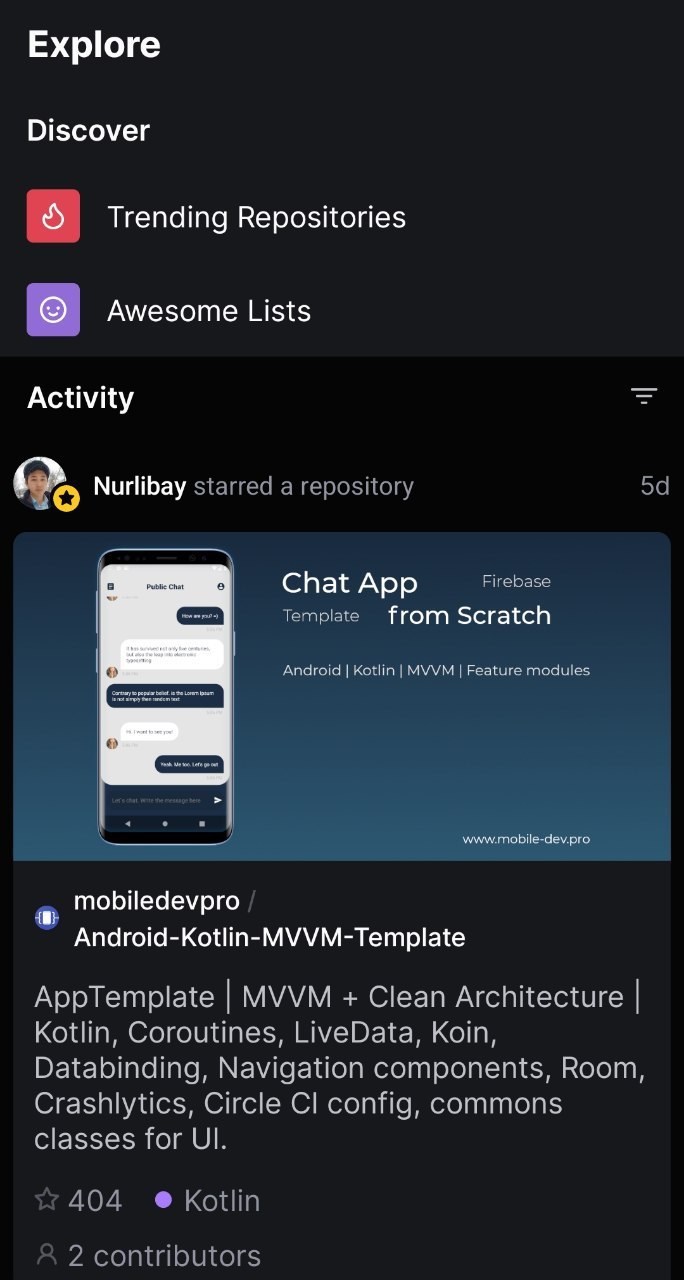 Explore
Discover
Trending Repositories
Awesome Lists
Activity
Nurlibay starred a repository 5d
Public Chat
How are you? =)
It has survived not only five centuries,
but also the leap into electronic
typesetting
Contrary to popular belief, is the Lorem Ipsum
is not simply then random text
Hi. I want to see you!
Yeah. Me too. Let's go out
Let's chat. Write the message here
Chat App Firebase
Template from Scratch
Android | Kotlin | MVVM | Feature modules
www.mobile-dev.pro
mobiledevpro /
Android-Kotlin-MVVM-Template
AppTemplate | MVVM + Clean Architecture |
Kotlin, Coroutines, LiveData, Koin,
Databinding, Navigation components, Room,
Crashlytics, Circle CI config, commons
classes for UI.
404 Kotlin
2 contributors